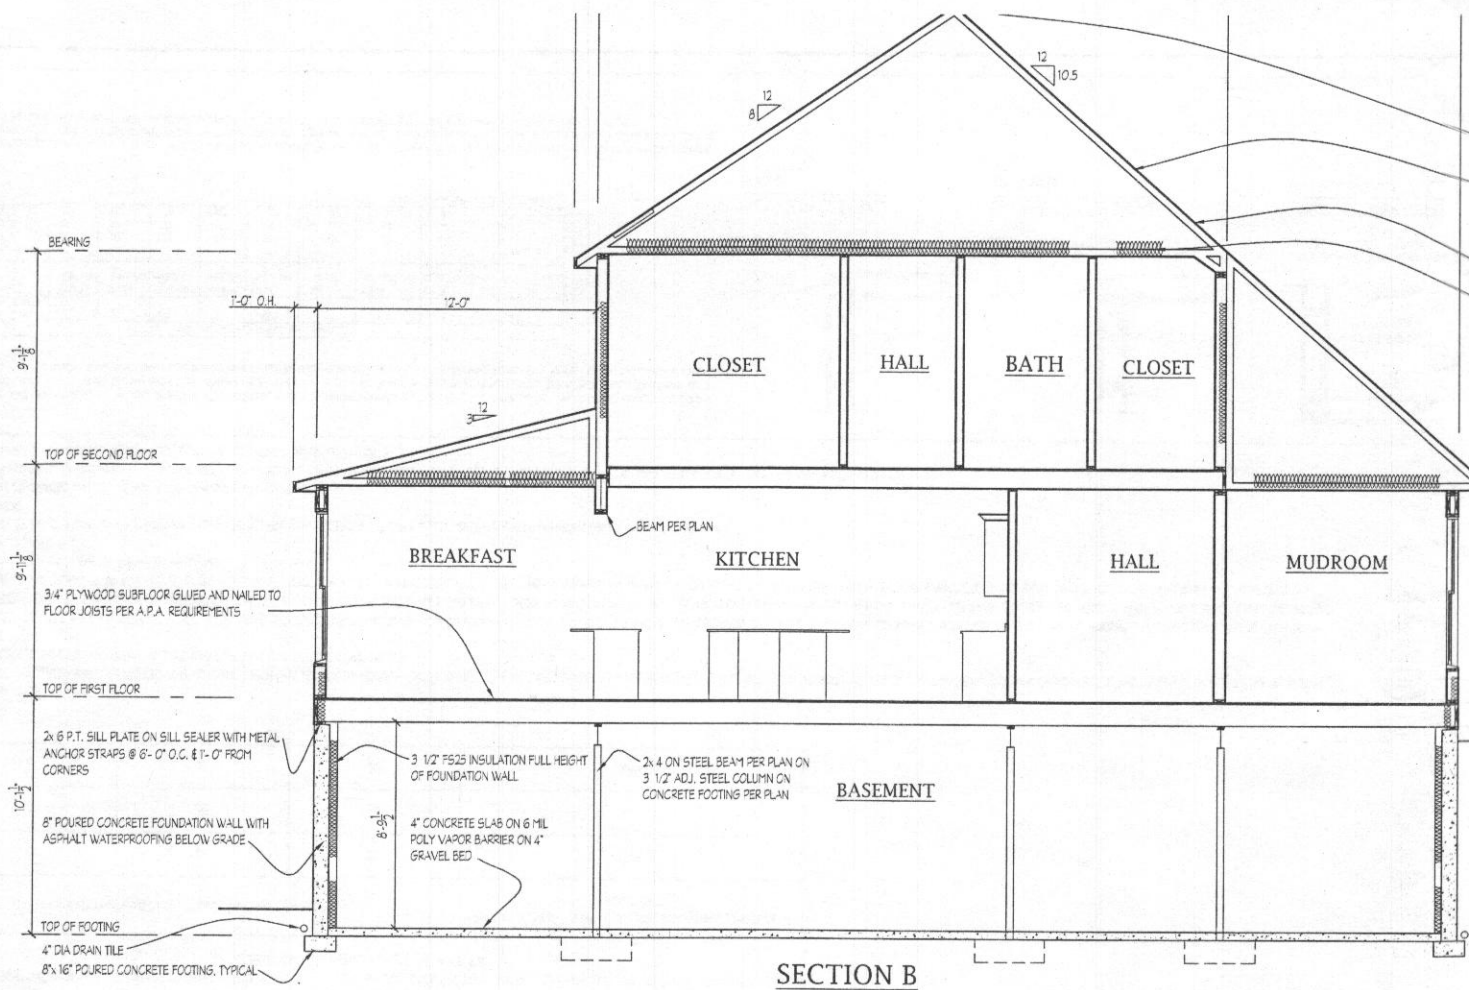 12
10.5
12
8
BEARING
1'-0" O.H.
12'-0"
9'-1 1/8"
CLOSET
HALL
BATH
CLOSET
12
3
TOP OF SECOND FLOOR
BEAM PER PLAN
9'-1 1/8"
BREAKFAST
KITCHEN
HALL
MUDROOM
3/4" PLYWOOD SUBFLOOR GLUED AND NAILED TO
FLOOR JOISTS PER A.P.A. REQUIREMENTS
TOP OF FIRST FLOOR
2x 6 P.T. SILL PLATE ON SILL SEALER WITH METAL
ANCHOR STRAPS @ 6'- 0" O.C. & 1'- 0" FROM
CORNERS
3 1/2" FS25 INSULATION FULL HEIGHT
OF FOUNDATION WALL
2x 4 ON STEEL BEAM PER PLAN ON
3 1/2" ADJ. STEEL COLUMN ON
CONCRETE FOOTING PER PLAN
BASEMENT
8" POURED CONCRETE FOUNDATION WALL WITH
ASPHALT WATERPROOFING BELOW GRADE
8'-9 1/2"
4" CONCRETE SLAB ON 6 MIL
POLY VAPOR BARRIER ON 4"
GRAVEL BED
TOP OF FOOTING
4" DIA DRAIN TILE
8"x 16" POURED CONCRETE FOOTING, TYPICAL
SECTION B